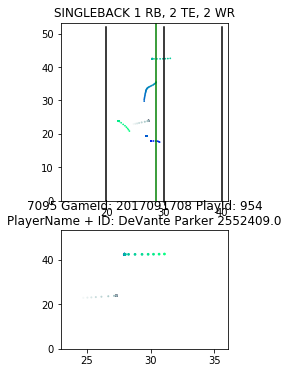 SINGLEBACK 1 RB, 2 TE, 2 WR
50
40
30
20
10
0
20 30 40
7095 GameId: 2017091708 PlayId: 954
PlayerName + ID: DeVante Parker 2552409.0
40
20
0
25 30 35